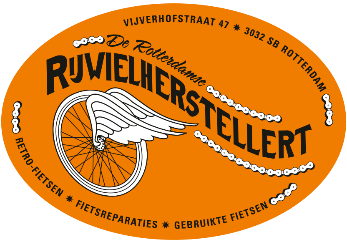 VIJVERHOFSTRAAT 47 ✷ 3032 SB ROTTERDAM
De Rotterdamse
RIJWIELHERSTELLERT
RETRO-FIETSEN ✷ FIETSREPARATIES ✷ GEBRUIKTE FIETSEN